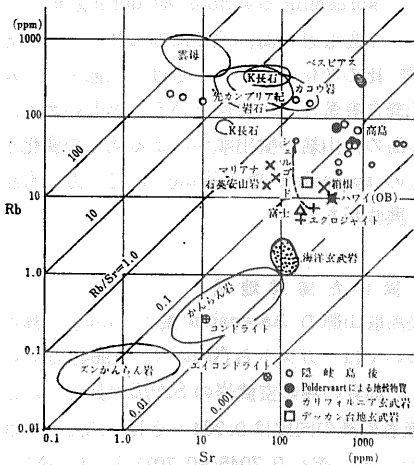 (ppm)
1000
雲母
ベスビアス
K長石
先カンブリア紀
岩石
カコウ岩
100
K長石
高島
シェルゴー
マリアナ
石英安山岩
箱根
ハワイ(OB)
富士
エクロジャイト
10
Rb
100
10
Rb/Sr=1.0
0.1
0.01
0.001
海洋玄武岩
1.0
かんらん岩
コンドライト
エイコンドライト
ズンかんらん岩
0.1
0.01
隠岐島後
Poldervaartによる地殻物質
カリフォルニア玄武岩
デッカン台地玄武岩
0.1
1.0
10
100
1000
Sr
(ppm)